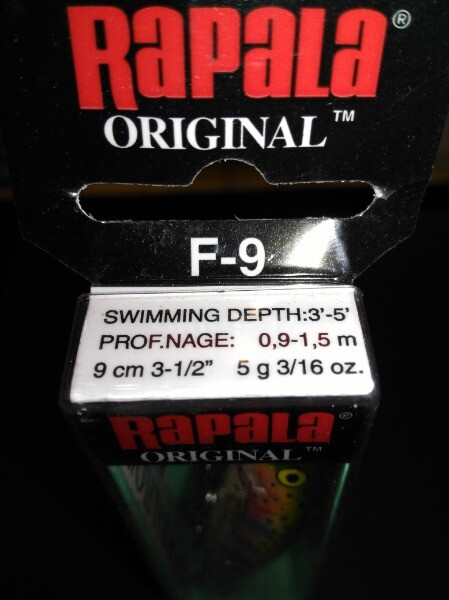 RAPALA®
ORIGINAL™
F-9
SWIMMING DEPTH:3'-5'
PROF.NAGE: 0,9-1,5 m
9 cm 3-1/2" 5 g 3/16 oz.
RAPALA®
ORIGINAL™